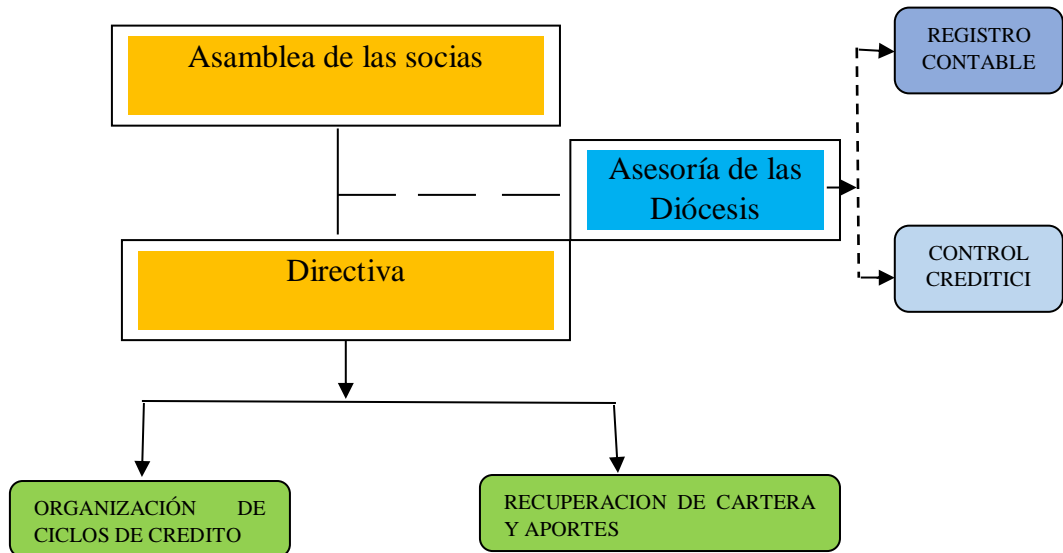 Asamblea de las socias
REGISTRO
CONTABLE
Asesoría de las
Diócesis
Directiva
CONTROL
CREDITICI
ORGANIZACIÓN DE
CICLOS DE CREDITO
RECUPERACION DE CARTERA
Y APORTES